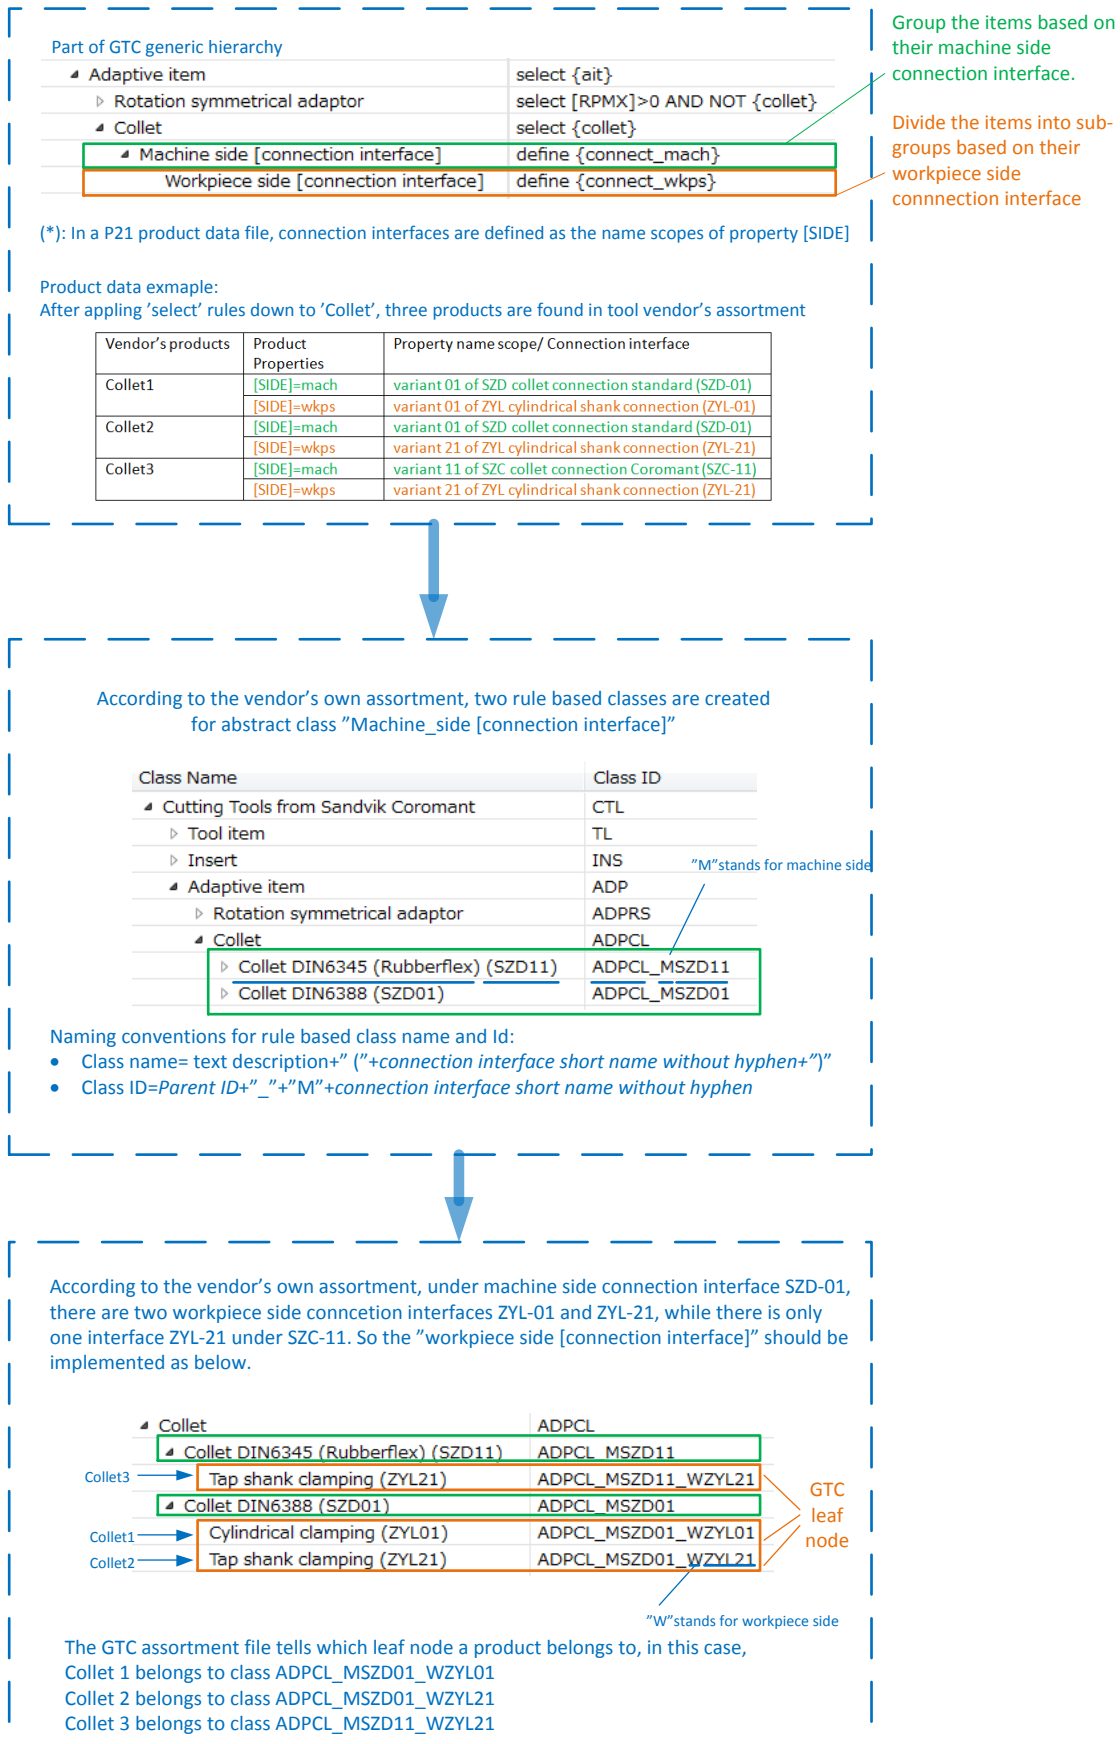 Part of GTC generic hierarchy
Adaptive item select {ait}
Rotation symmetrical adaptor select [RPMX]>0 AND NOT {collet}
Collet select {collet}
Machine side [connection interface] define {connect_mach}
Workpiece side [connection interface] define {connect_wkps}
Group the items based on
their machine side
connection interface.
Divide the items into sub-
groups based on their
workpiece side
connnection interface
(*): In a P21 product data file, connection interfaces are defined as the name scopes of property [SIDE]
Product data exmaple:
After appling ’select’ rules down to ’Collet’, three products are found in tool vendor’s assortment
Vendor’s products Product Properties Property name scope/ Connection interface
Collet1 [SIDE]=mach variant 01 of SZD collet connection standard (SZD-01)
[SIDE]=wkps variant 01 of ZYL cylindrical shank connection (ZYL-01)
Collet2 [SIDE]=mach variant 01 of SZD collet connection standard (SZD-01)
[SIDE]=wkps variant 21 of ZYL cylindrical shank connection (ZYL-21)
Collet3 [SIDE]=mach variant 11 of SZC collet connection Coromant (SZC-11)
[SIDE]=wkps variant 21 of ZYL cylindrical shank connection (ZYL-21)
According to the vendor’s own assortment, two rule based classes are created
for abstract class ”Machine_side [connection interface]”
Class Name Class ID
Cutting Tools from Sandvik Coromant CTL
Tool item TL
Insert INS
”M”stands for machine side
Adaptive item ADP
Rotation symmetrical adaptor ADPRS
Collet ADPCL
Collet DIN6345 (Rubberflex) (SZD11) ADPCL_MSZD11
Collet DIN6388 (SZD01) ADPCL_MSZD01
Naming conventions for rule based class name and Id:
• Class name= text description+” (”+connection interface short name without hyphen+”)”
• Class ID=Parent ID+”_”+”M”+connection interface short name without hyphen
According to the vendor’s own assortment, under machine side connection interface SZD-01,
there are two workpiece side conncetion interfaces ZYL-01 and ZYL-21, while there is only
one interface ZYL-21 under SZC-11. So the ”workpiece side [connection interface]” should be
implemented as below.
Collet ADPCL
Collet DIN6345 (Rubberflex) (SZD11) ADPCL_MSZD11
Collet3 Tap shank clamping (ZYL21) ADPCL_MSZD11_WZYL21
Collet DIN6388 (SZD01) ADPCL_MSZD01
Collet1 Cylindrical clamping (ZYL01) ADPCL_MSZD01_WZYL01
Collet2 Tap shank clamping (ZYL21) ADPCL_MSZD01_WZYL21
GTC
leaf
node
”W”stands for workpiece side
The GTC assortment file tells which leaf node a product belongs to, in this case,
Collet 1 belongs to class ADPCL_MSZD01_WZYL01
Collet 2 belongs to class ADPCL_MSZD01_WZYL21
Collet 3 belongs to class ADPCL_MSZD11_WZYL21